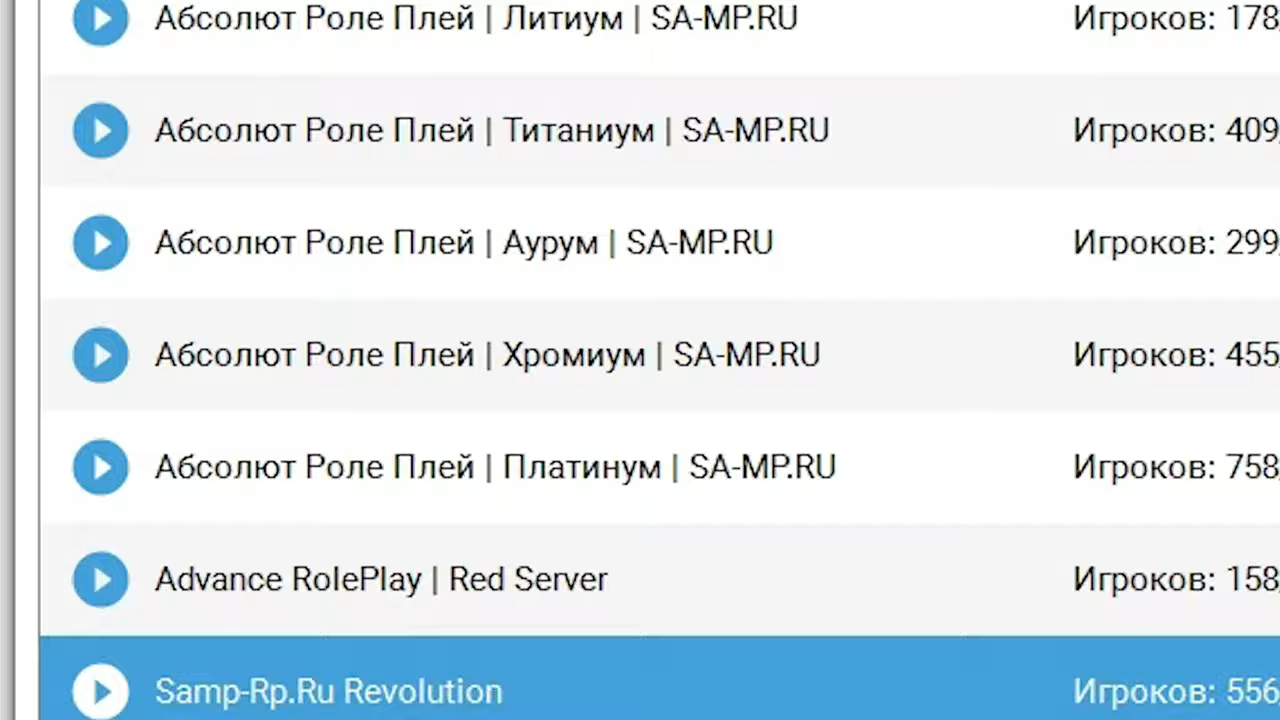 Абсолют Роле Плей | Литиум | SA-MP.RU Игроков: 178
Абсолют Роле Плей | Титаниум | SA-MP.RU Игроков: 409
Абсолют Роле Плей | Аурум | SA-MP.RU Игроков: 299
Абсолют Роле Плей | Хромиум | SA-MP.RU Игроков: 455
Абсолют Роле Плей | Платинум | SA-MP.RU Игроков: 758
Advance RolePlay | Red Server Игроков: 158
Samp-Rp.Ru Revolution Игроков: 556